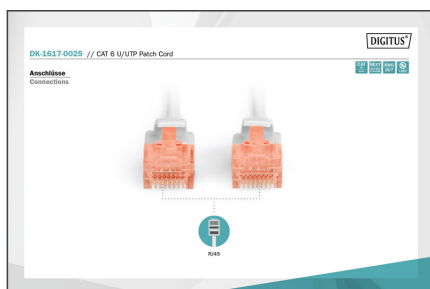 DIGITUS®
DK-1617-0025 // CAT 6 U/UTP Patch Cord
Anschlüsse
Connections
RJ45